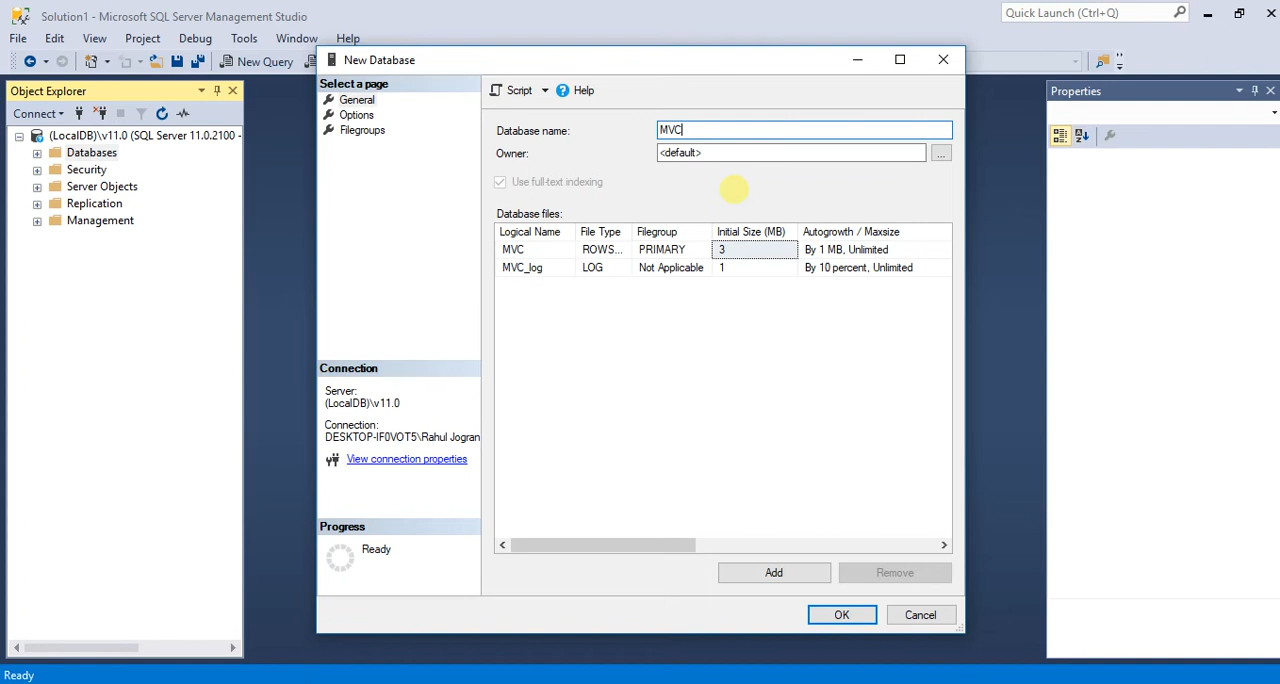 Solution1 - Microsoft SQL Server Management Studio
Quick Launch (Ctrl+Q)
File Edit View Project Debug Tools Window Help
New Query
Object Explorer
Connect
(LocalDB)\v11.0 (SQL Server 11.0.2100 -
Databases
Security
Server Objects
Replication
Management
New Database
Select a page
General
Options
Filegroups
Connection
Server:
(LocalDB)\v11.0
Connection:
DESKTOP-IF0VOT5\Rahul Jogran
View connection properties
Progress
Ready
Script Help
Database name: MVC
Owner: <default>
...
Use full-text indexing
Database files:
Logical Name File Type Filegroup Initial Size (MB) Autogrowth / Maxsize
MVC ROWS... PRIMARY 3 By 1 MB, Unlimited
MVC_log LOG Not Applicable 1 By 10 percent, Unlimited
Add Remove
OK Cancel
Properties
Ready